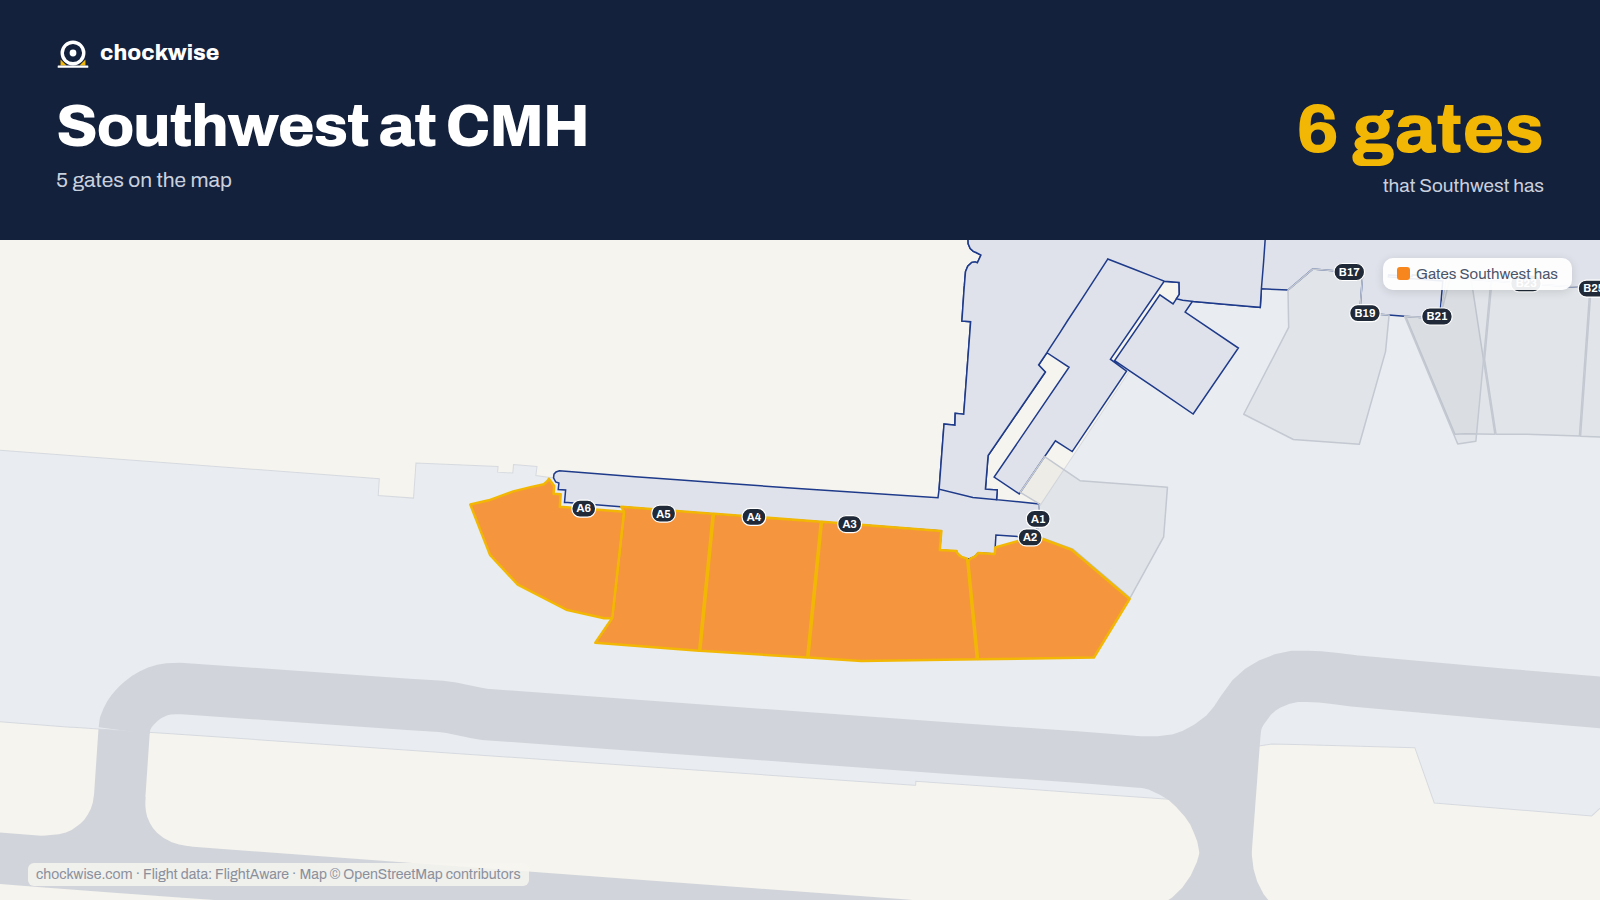 chockwise
Southwest at CMH
5 gates on the map
6 gates
that Southwest has
Gates Southwest has
B17
B19
B21
A6
A5
A4
A3
A1
A2
chockwise.com · Flight data: FlightAware · Map © OpenStreetMap contributors